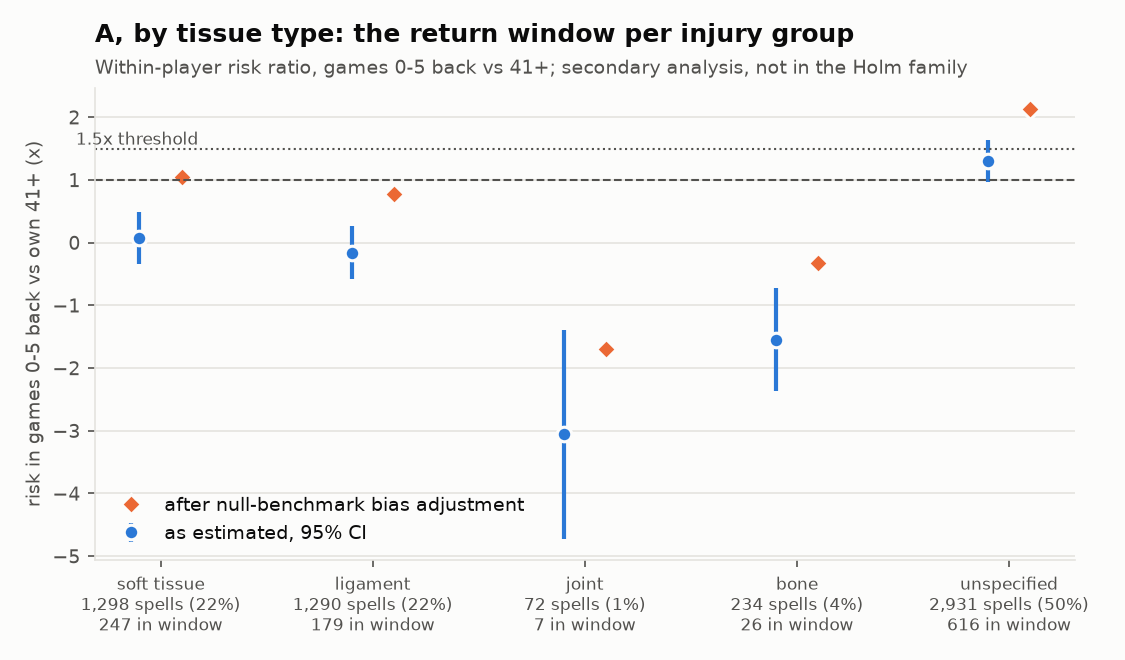 A, by tissue type: the return window per injury group
Within-player risk ratio, games 0-5 back vs 41+; secondary analysis, not in the Holm family
risk in games 0-5 back vs own 41+ (x)
2
1.5x threshold
1
0
−1
−2
−3
−4
−5
after null-benchmark bias adjustment
as estimated, 95% CI
soft tissue
1,298 spells (22%)
247 in window
ligament
1,290 spells (22%)
179 in window
joint
72 spells (1%)
7 in window
bone
234 spells (4%)
26 in window
unspecified
2,931 spells (50%)
616 in window